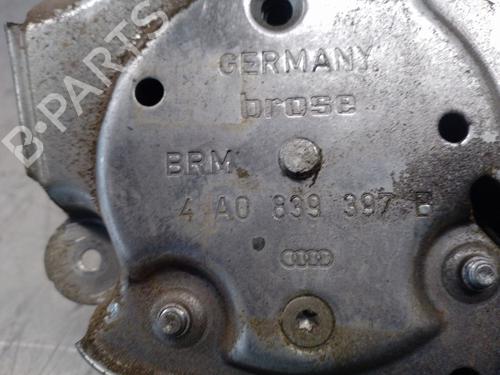 B-PARTS
GERMANY
brose
BRM
4 A0 839 397 B